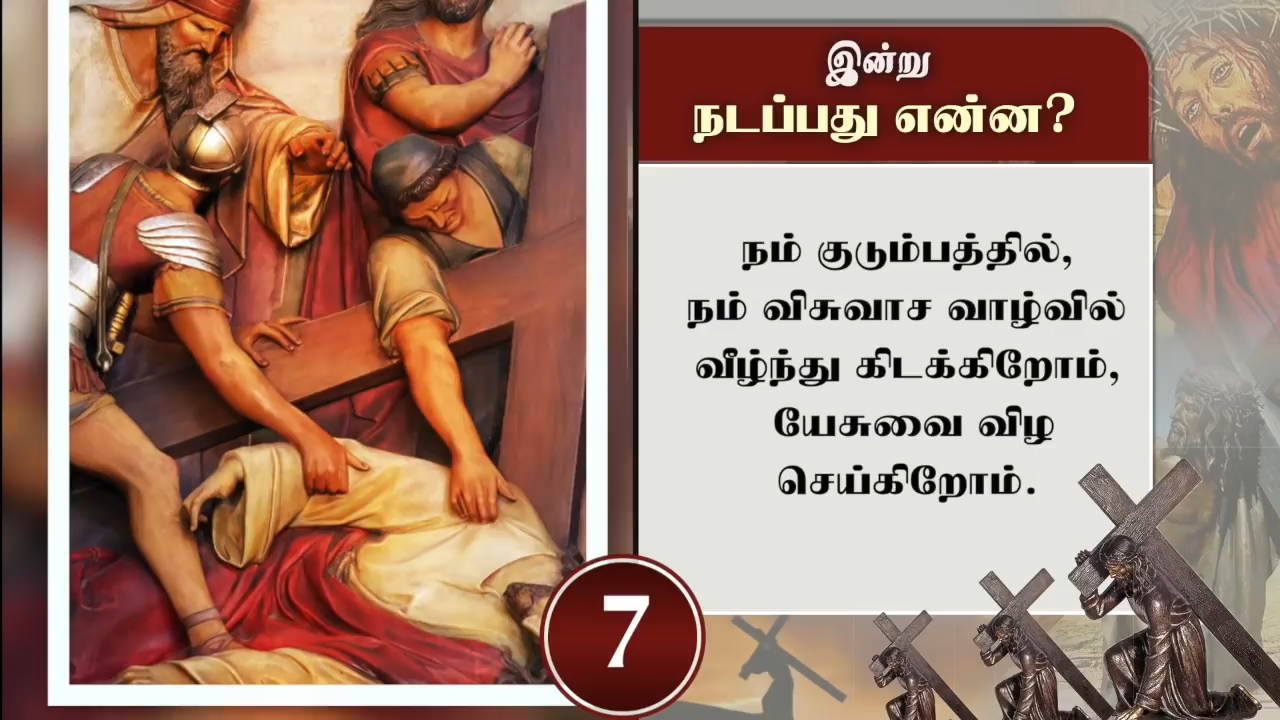 இன்று
நடப்பது என்ன?
நம் குடும்பத்தில்,
நம் விசுவாச வாழ்வில்
வீழ்ந்து கிடக்கிறோம்,
யேசுவை விழ
செய்கிறோம்.
7